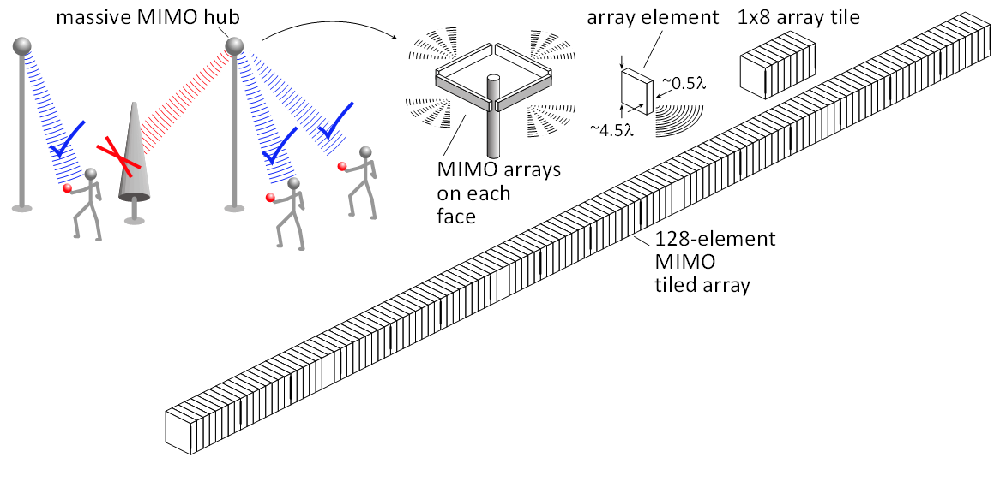 massive MIMO hub
array element
1x8 array tile
~0.5λ
~4.5λ
MIMO arrays
on each
face
128-element
MIMO
tiled array